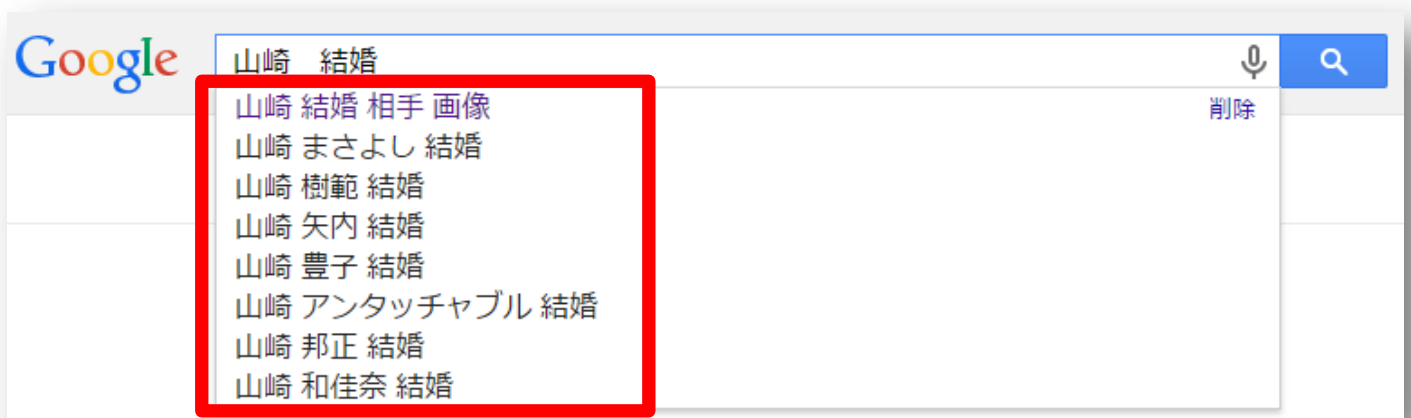 Google 山崎　結婚
山崎 結婚 相手 画像 削除
山崎 まさよし 結婚
山崎 樹範 結婚
山崎 矢内 結婚
山崎 豊子 結婚
山崎 アンタッチャブル 結婚
山崎 邦正 結婚
山崎 和佳奈 結婚